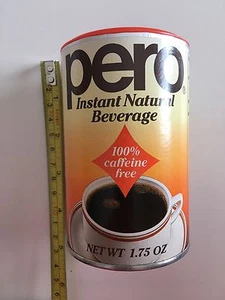 pero®
Instant Natural
Beverage
100%
caffeine
free
NET WT 1.75 OZ